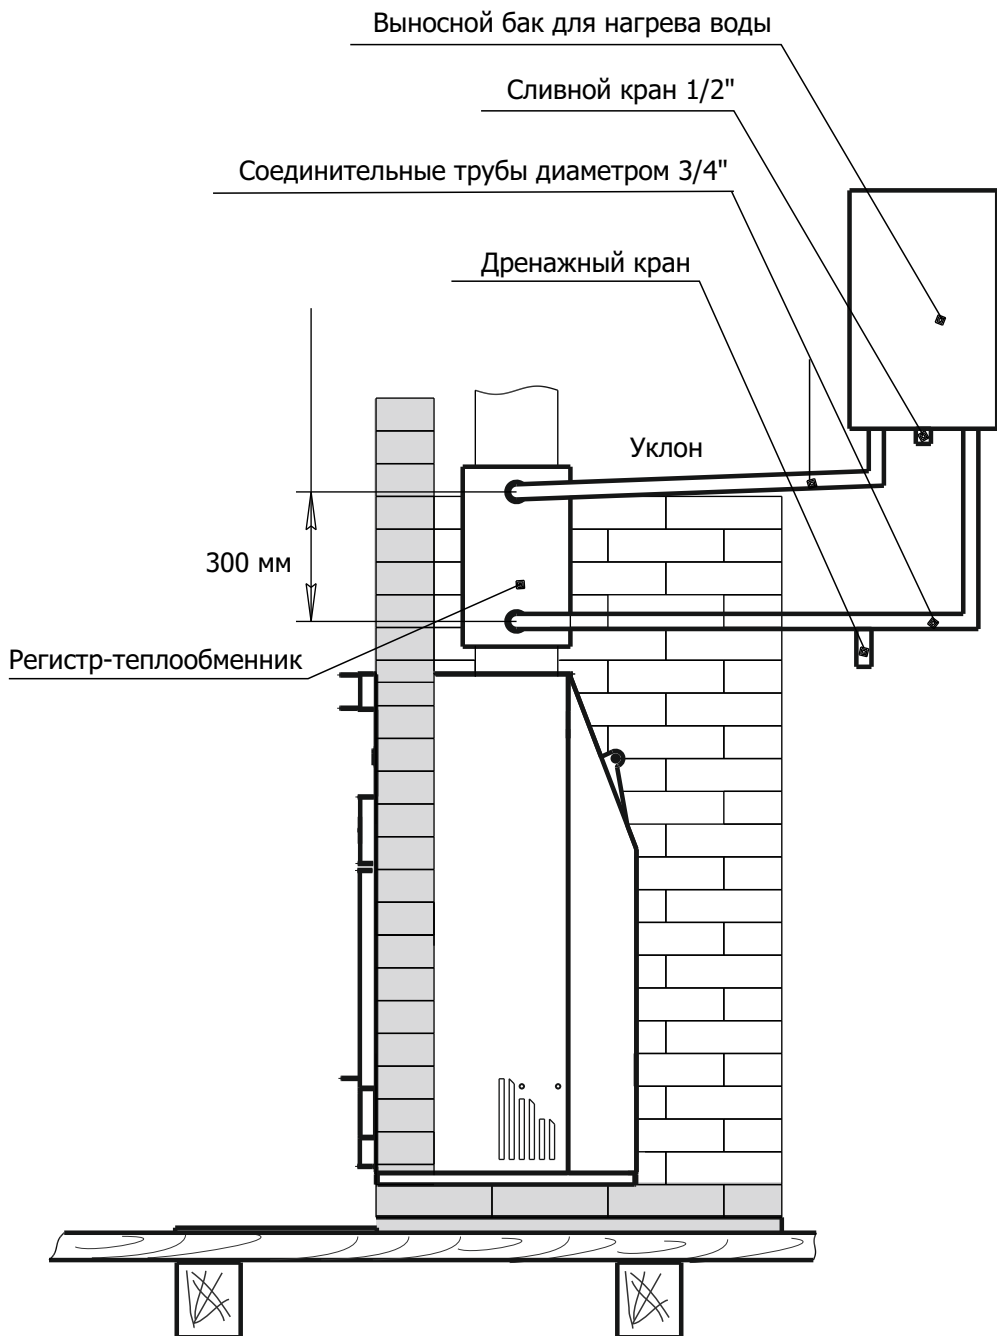 Выносной бак для нагрева воды
Сливной кран 1/2"
Соединительные трубы диаметром 3/4"
Дренажный кран
Уклон
300 мм
Регистр-теплообменник